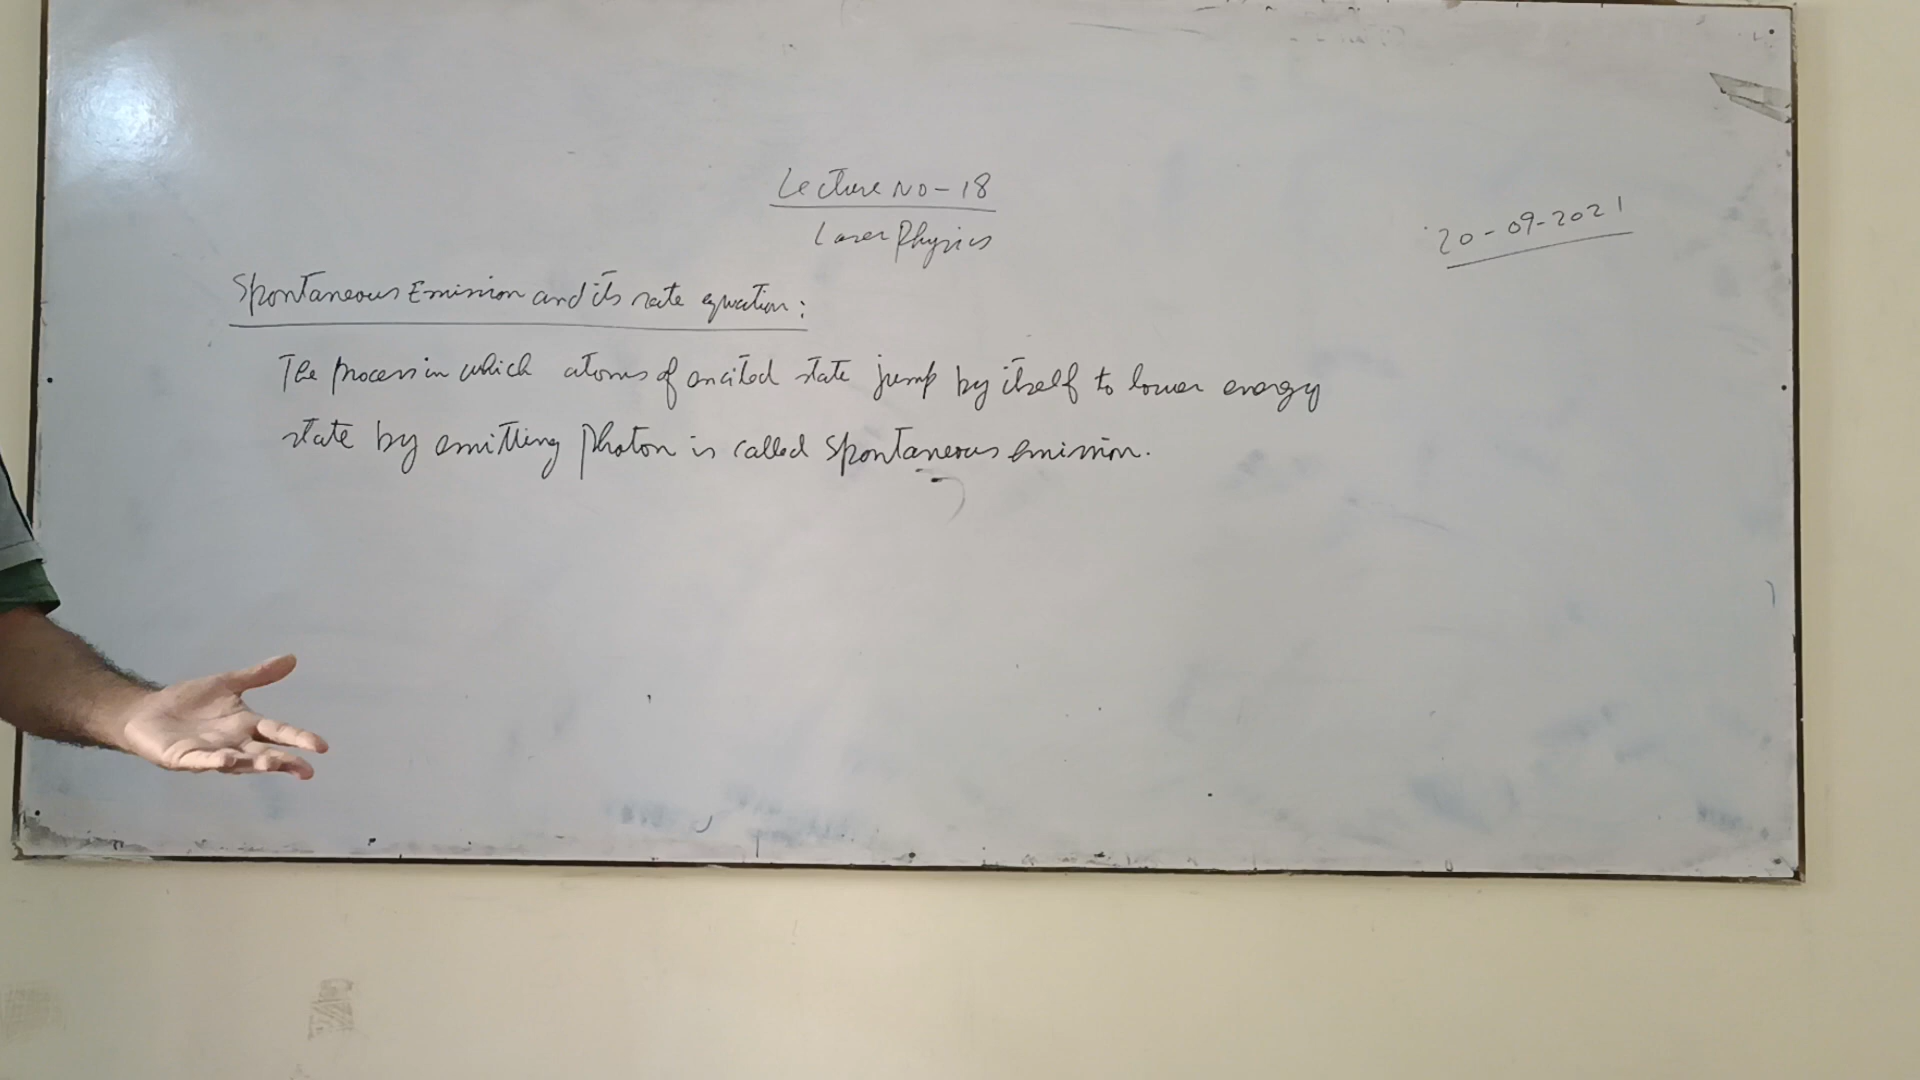 Lecture No-18
Laser Physics
20-09-2021
Spontaneous Emission and its rate equation:
The process in which atoms of excited state jump by itself to lower energy
state by emitting photon is called spontaneous emission.